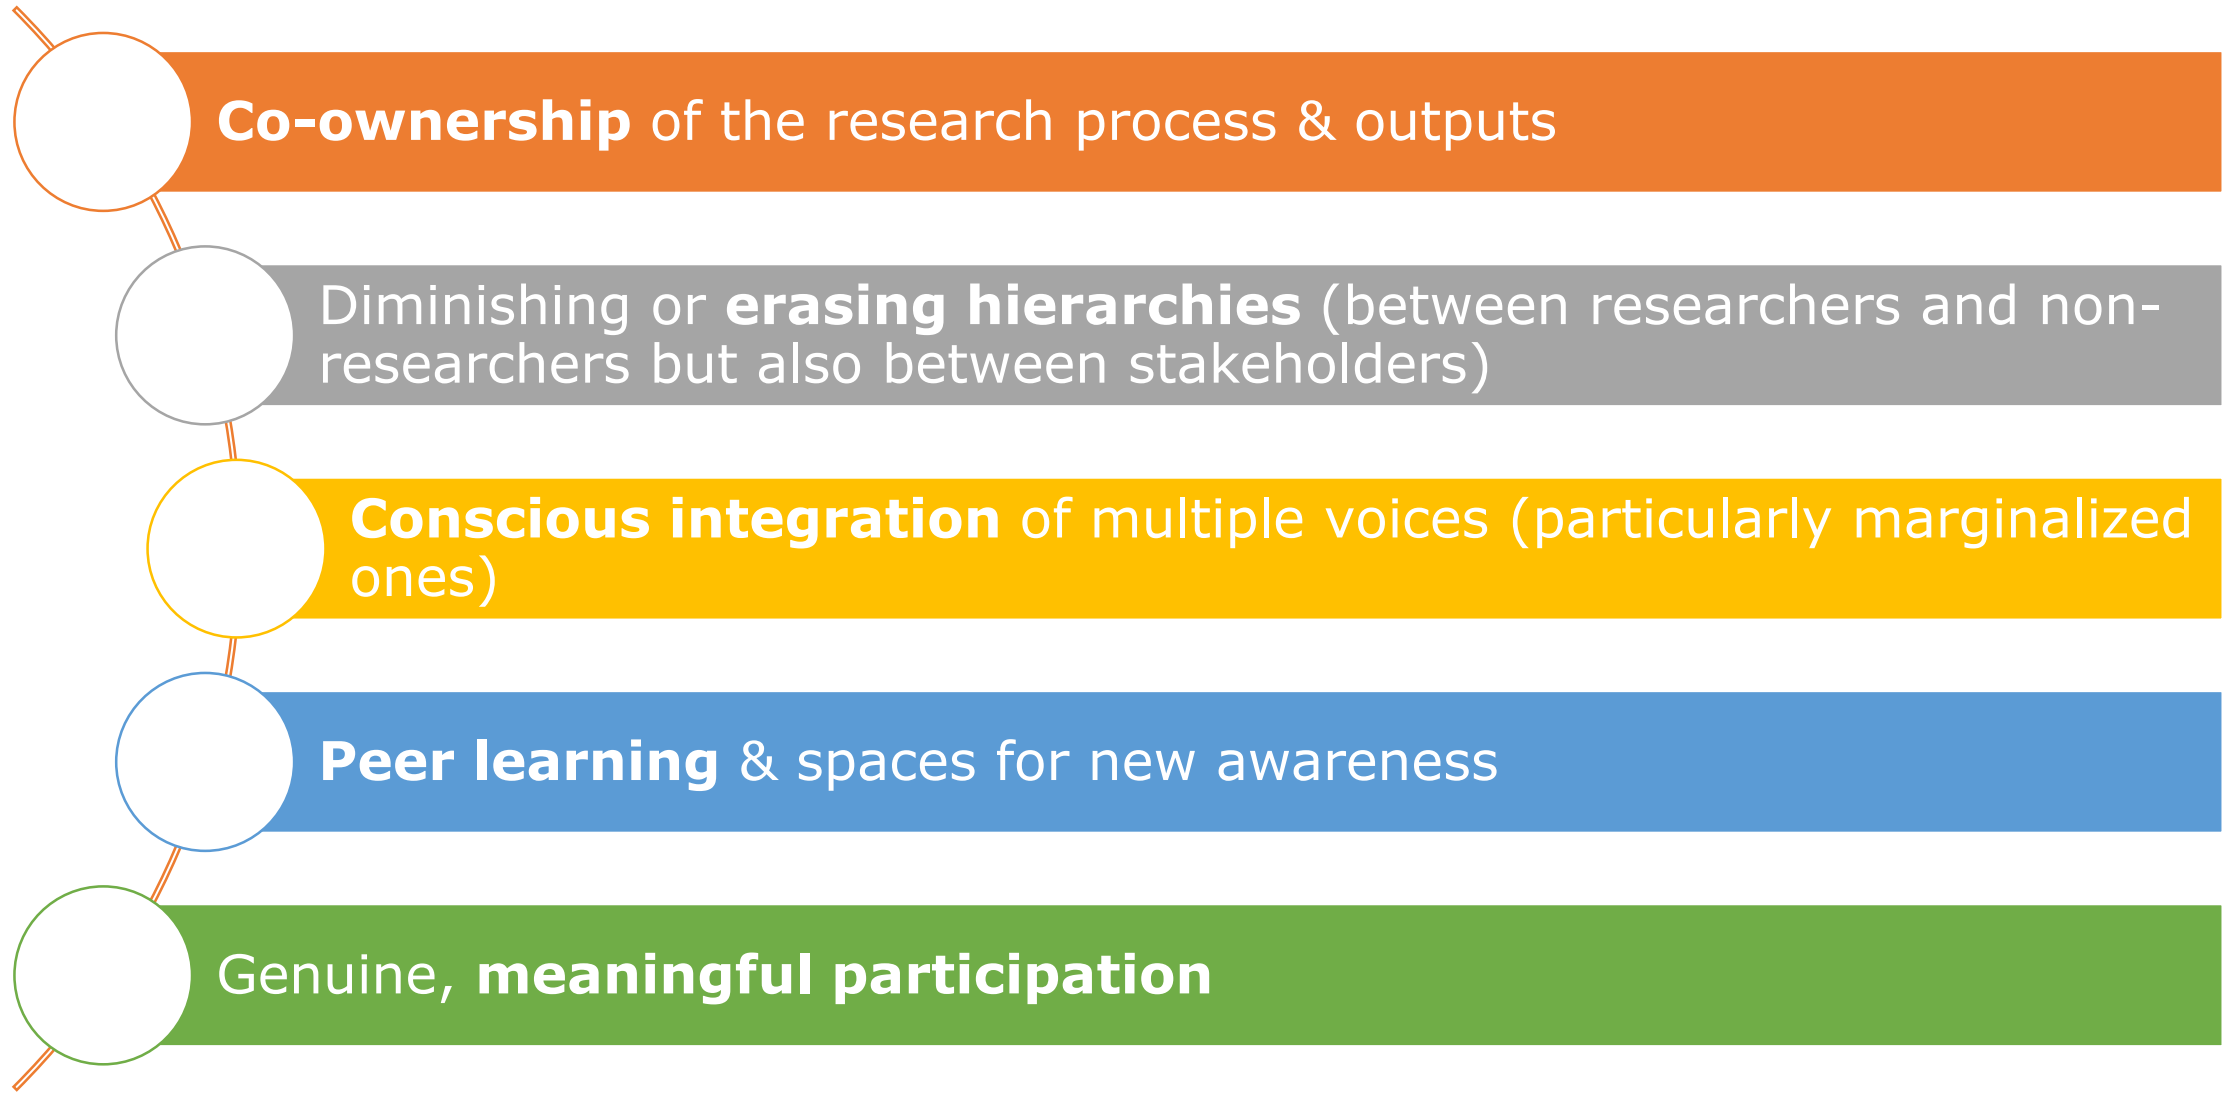 Co-ownership of the research process & outputs
Diminishing or erasing hierarchies (between researchers and non-
researchers but also between stakeholders)
Conscious integration of multiple voices (particularly marginalized
ones)
Peer learning & spaces for new awareness
Genuine, meaningful participation